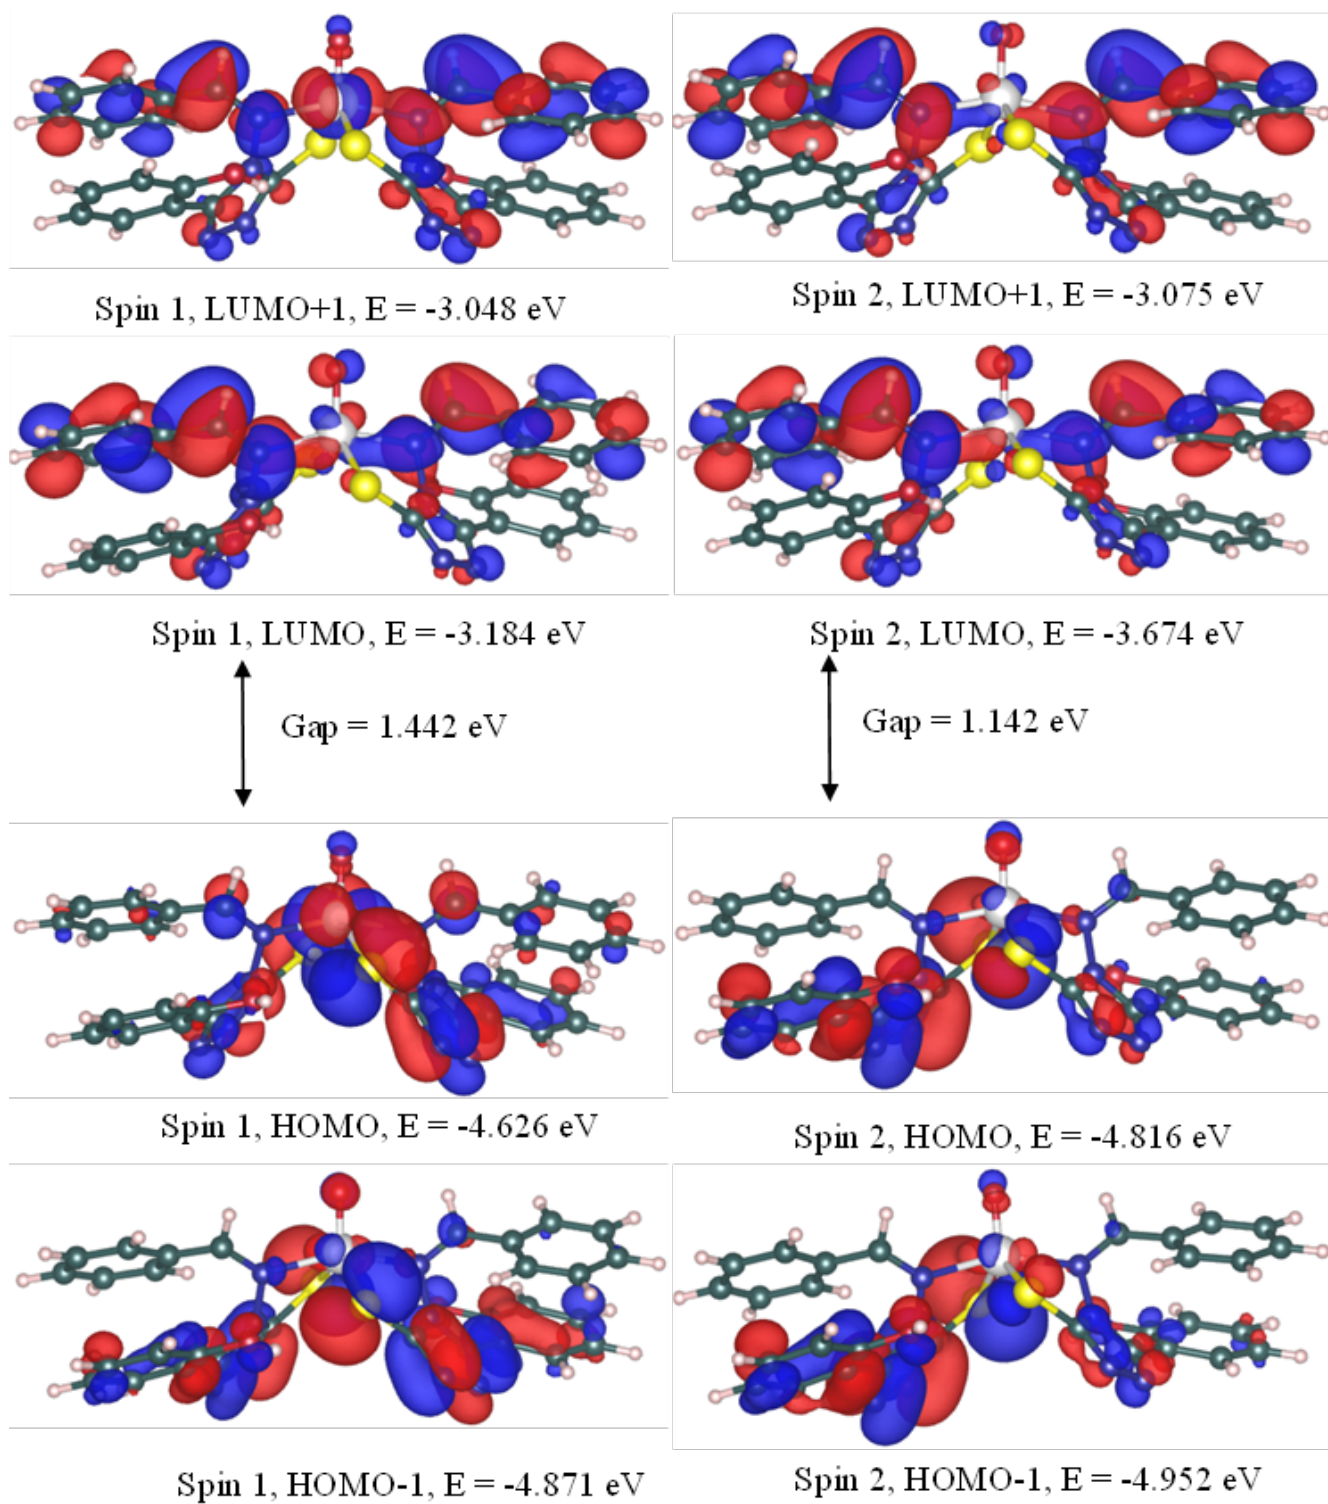 Spin 1, LUMO+1, E = -3.048 eV
Spin 2, LUMO+1, E = -3.075 eV
Spin 1, LUMO, E = -3.184 eV
Spin 2, LUMO, E = -3.674 eV
Gap = 1.442 eV
Gap = 1.142 eV
Spin 1, HOMO, E = -4.626 eV
Spin 2, HOMO, E = -4.816 eV
Spin 1, HOMO-1, E = -4.871 eV
Spin 2, HOMO-1, E = -4.952 eV